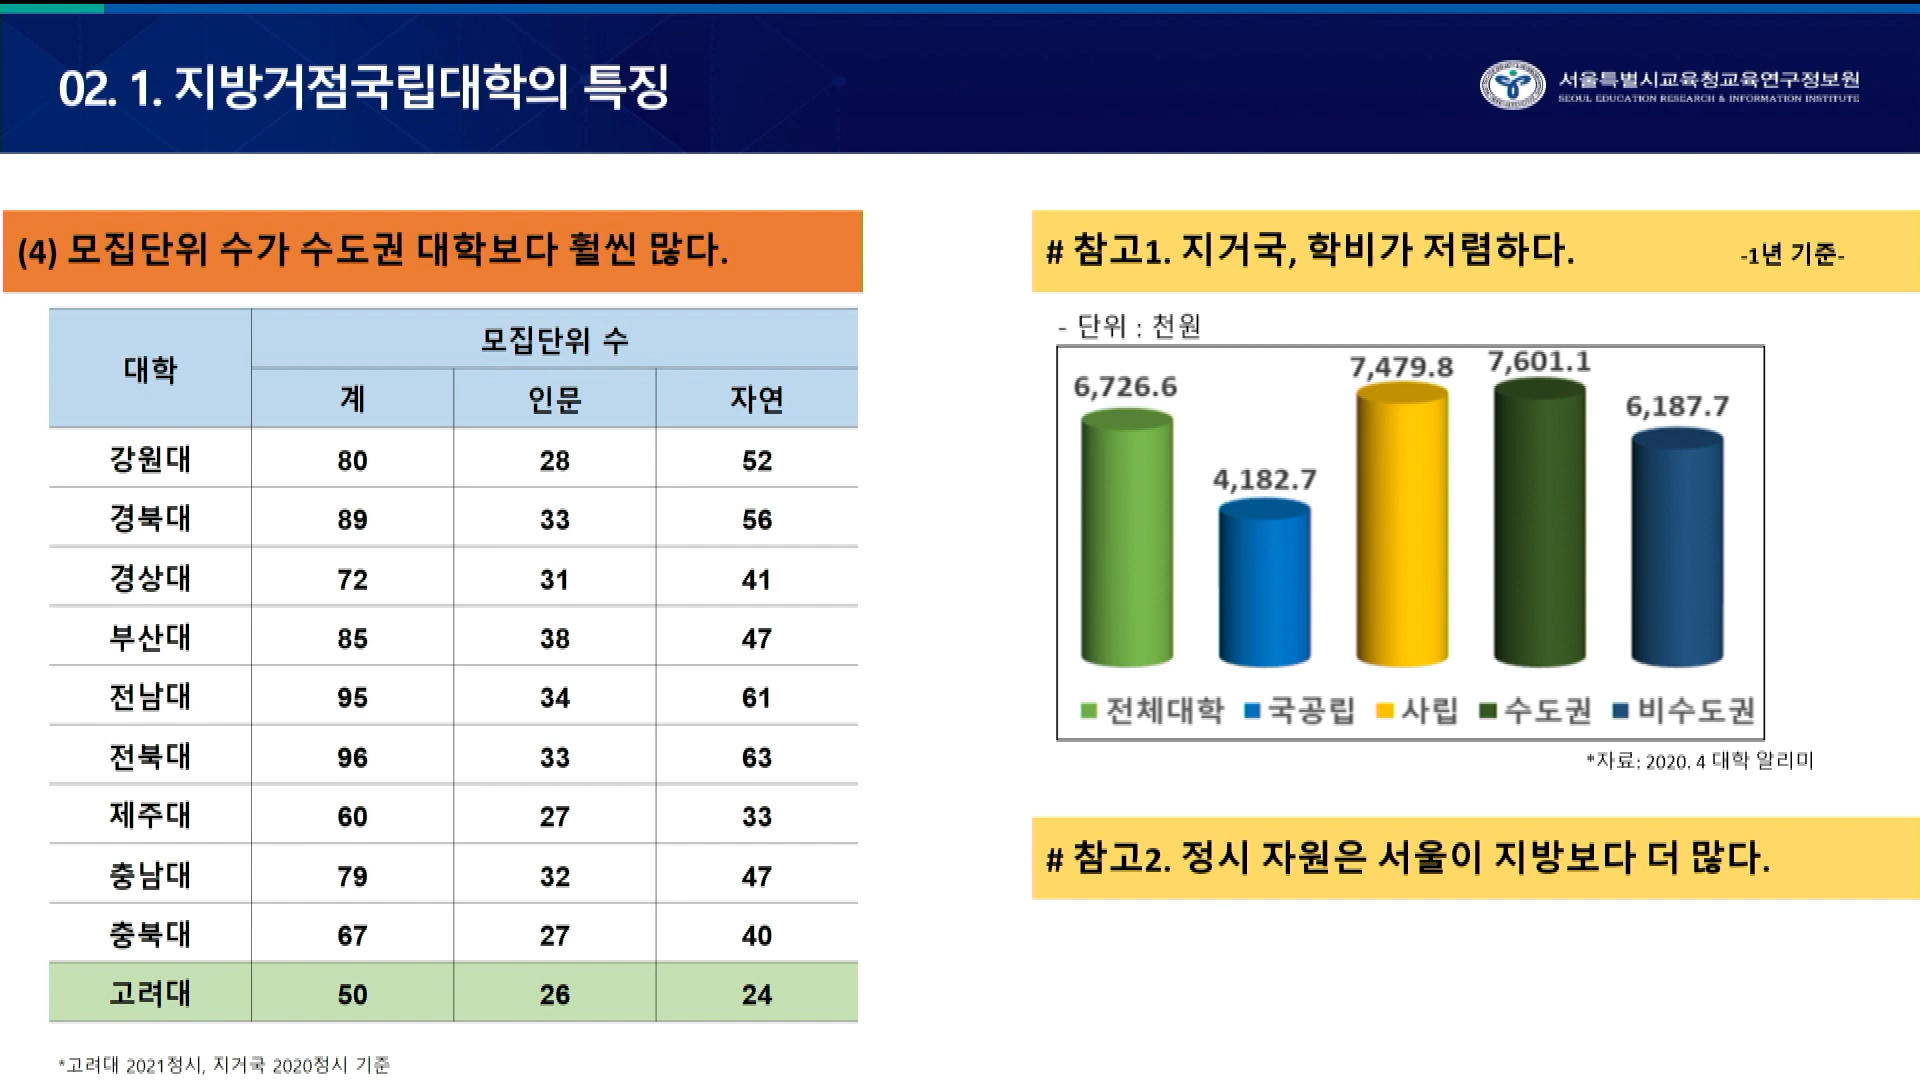 02. 1. 지방거점국립대학의 특징
서울특별시교육청교육연구정보원
SEOUL EDUCATION RESEARCH & INFORMATION INSTITUTE
(4) 모집단위 수가 수도권 대학보다 훨씬 많다.
대학 모집단위 수
계 인문 자연
강원대 80 28 52
경북대 89 33 56
경상대 72 31 41
부산대 85 38 47
전남대 95 34 61
전북대 96 33 63
제주대 60 27 33
충남대 79 32 47
충북대 67 27 40
고려대 50 26 24
*고려대 2021정시, 지거국 2020정시 기준
# 참고1. 지거국, 학비가 저렴하다. -1년 기준-
- 단위 : 천원
6,726.6 4,182.7 7,479.8 7,601.1 6,187.7
전체대학 국공립 사립 수도권 비수도권
*자료: 2020. 4 대학 알리미
# 참고2. 정시 자원은 서울이 지방보다 더 많다.